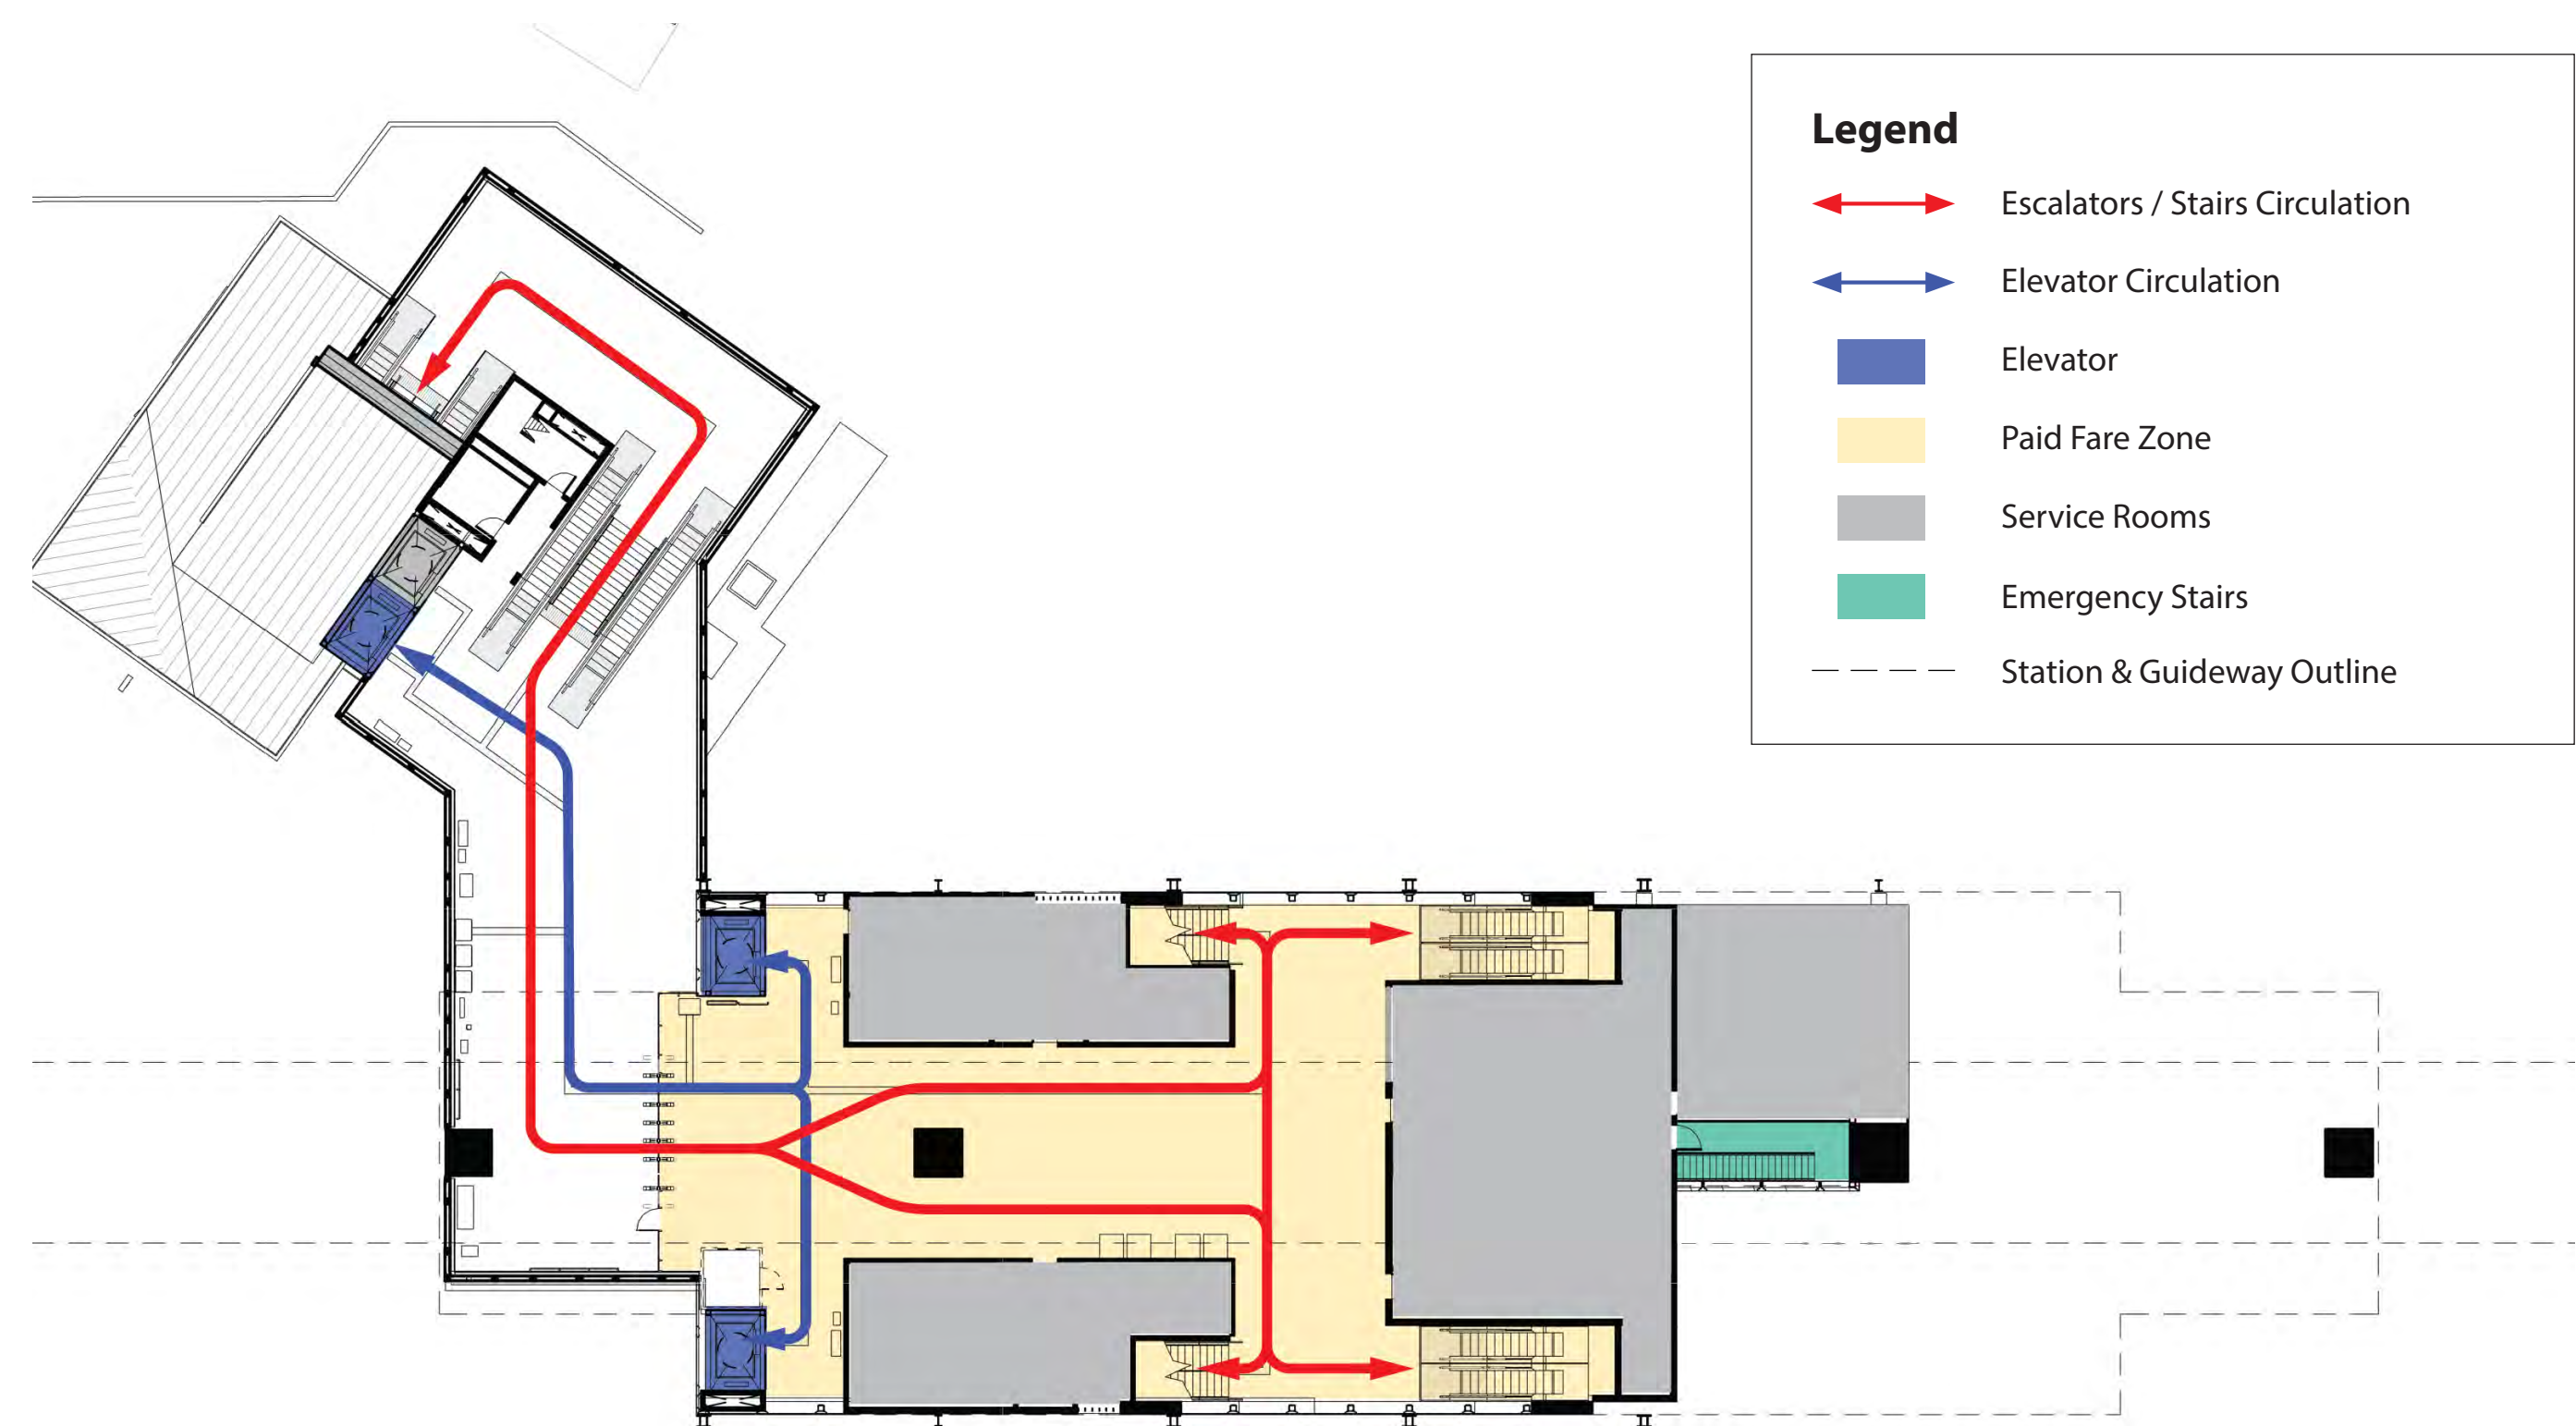 Legend
Escalators / Stairs Circulation
Elevator Circulation
Elevator
Paid Fare Zone
Service Rooms
Emergency Stairs
Station & Guideway Outline